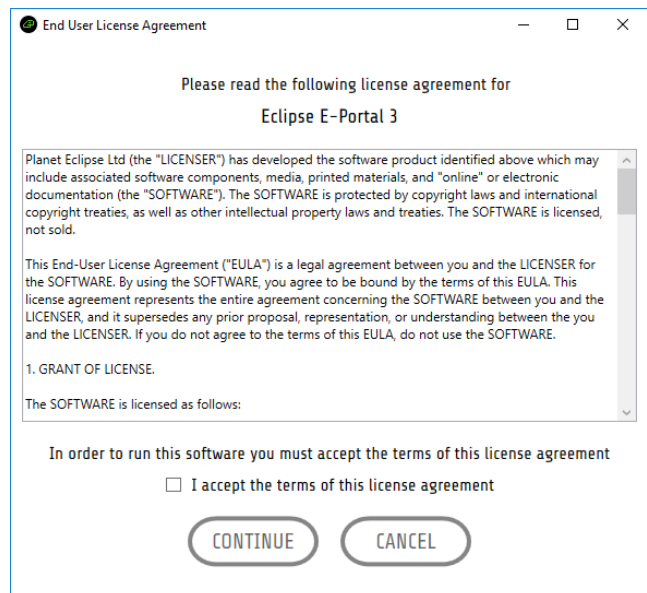 End User License Agreement
Please read the following license agreement for
Eclipse E-Portal 3
Planet Eclipse Ltd (the "LICENSER") has developed the software product identified above which may
include associated software components, media, printed materials, and "online" or electronic
documentation (the "SOFTWARE"). The SOFTWARE is protected by copyright laws and international
copyright treaties, as well as other intellectual property laws and treaties. The SOFTWARE is licensed,
not sold.
This End-User License Agreement ("EULA") is a legal agreement between you and the LICENSER for
the SOFTWARE. By using the SOFTWARE, you agree to be bound by the terms of this EULA. This
license agreement represents the entire agreement concerning the SOFTWARE between you and the
LICENSER, and it supersedes any prior proposal, representation, or understanding between the you
and the LICENSER. If you do not agree to the terms of this EULA, do not use the SOFTWARE.
1. GRANT OF LICENSE.
The SOFTWARE is licensed as follows:
In order to run this software you must accept the terms of this license agreement
I accept the terms of this license agreement
CONTINUE CANCEL